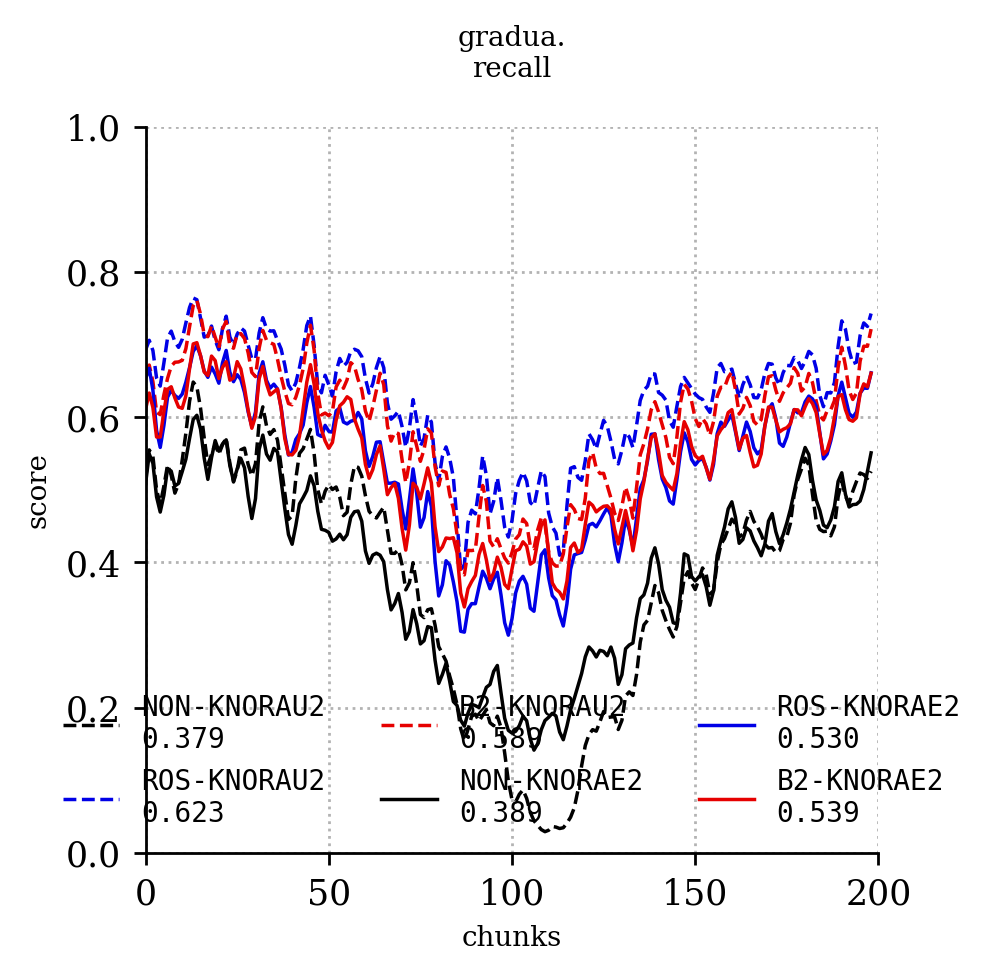 gradua.
recall
1.0
0.8
0.6
0.4
0.2
0.0
score
NON-KNORAU2
0.379
B2-KNORAU2
0.589
ROS-KNORAE2
0.530
ROS-KNORAU2
0.623
NON-KNORAE2
0.389
B2-KNORAE2
0.539
0 50 100 150 200
chunks